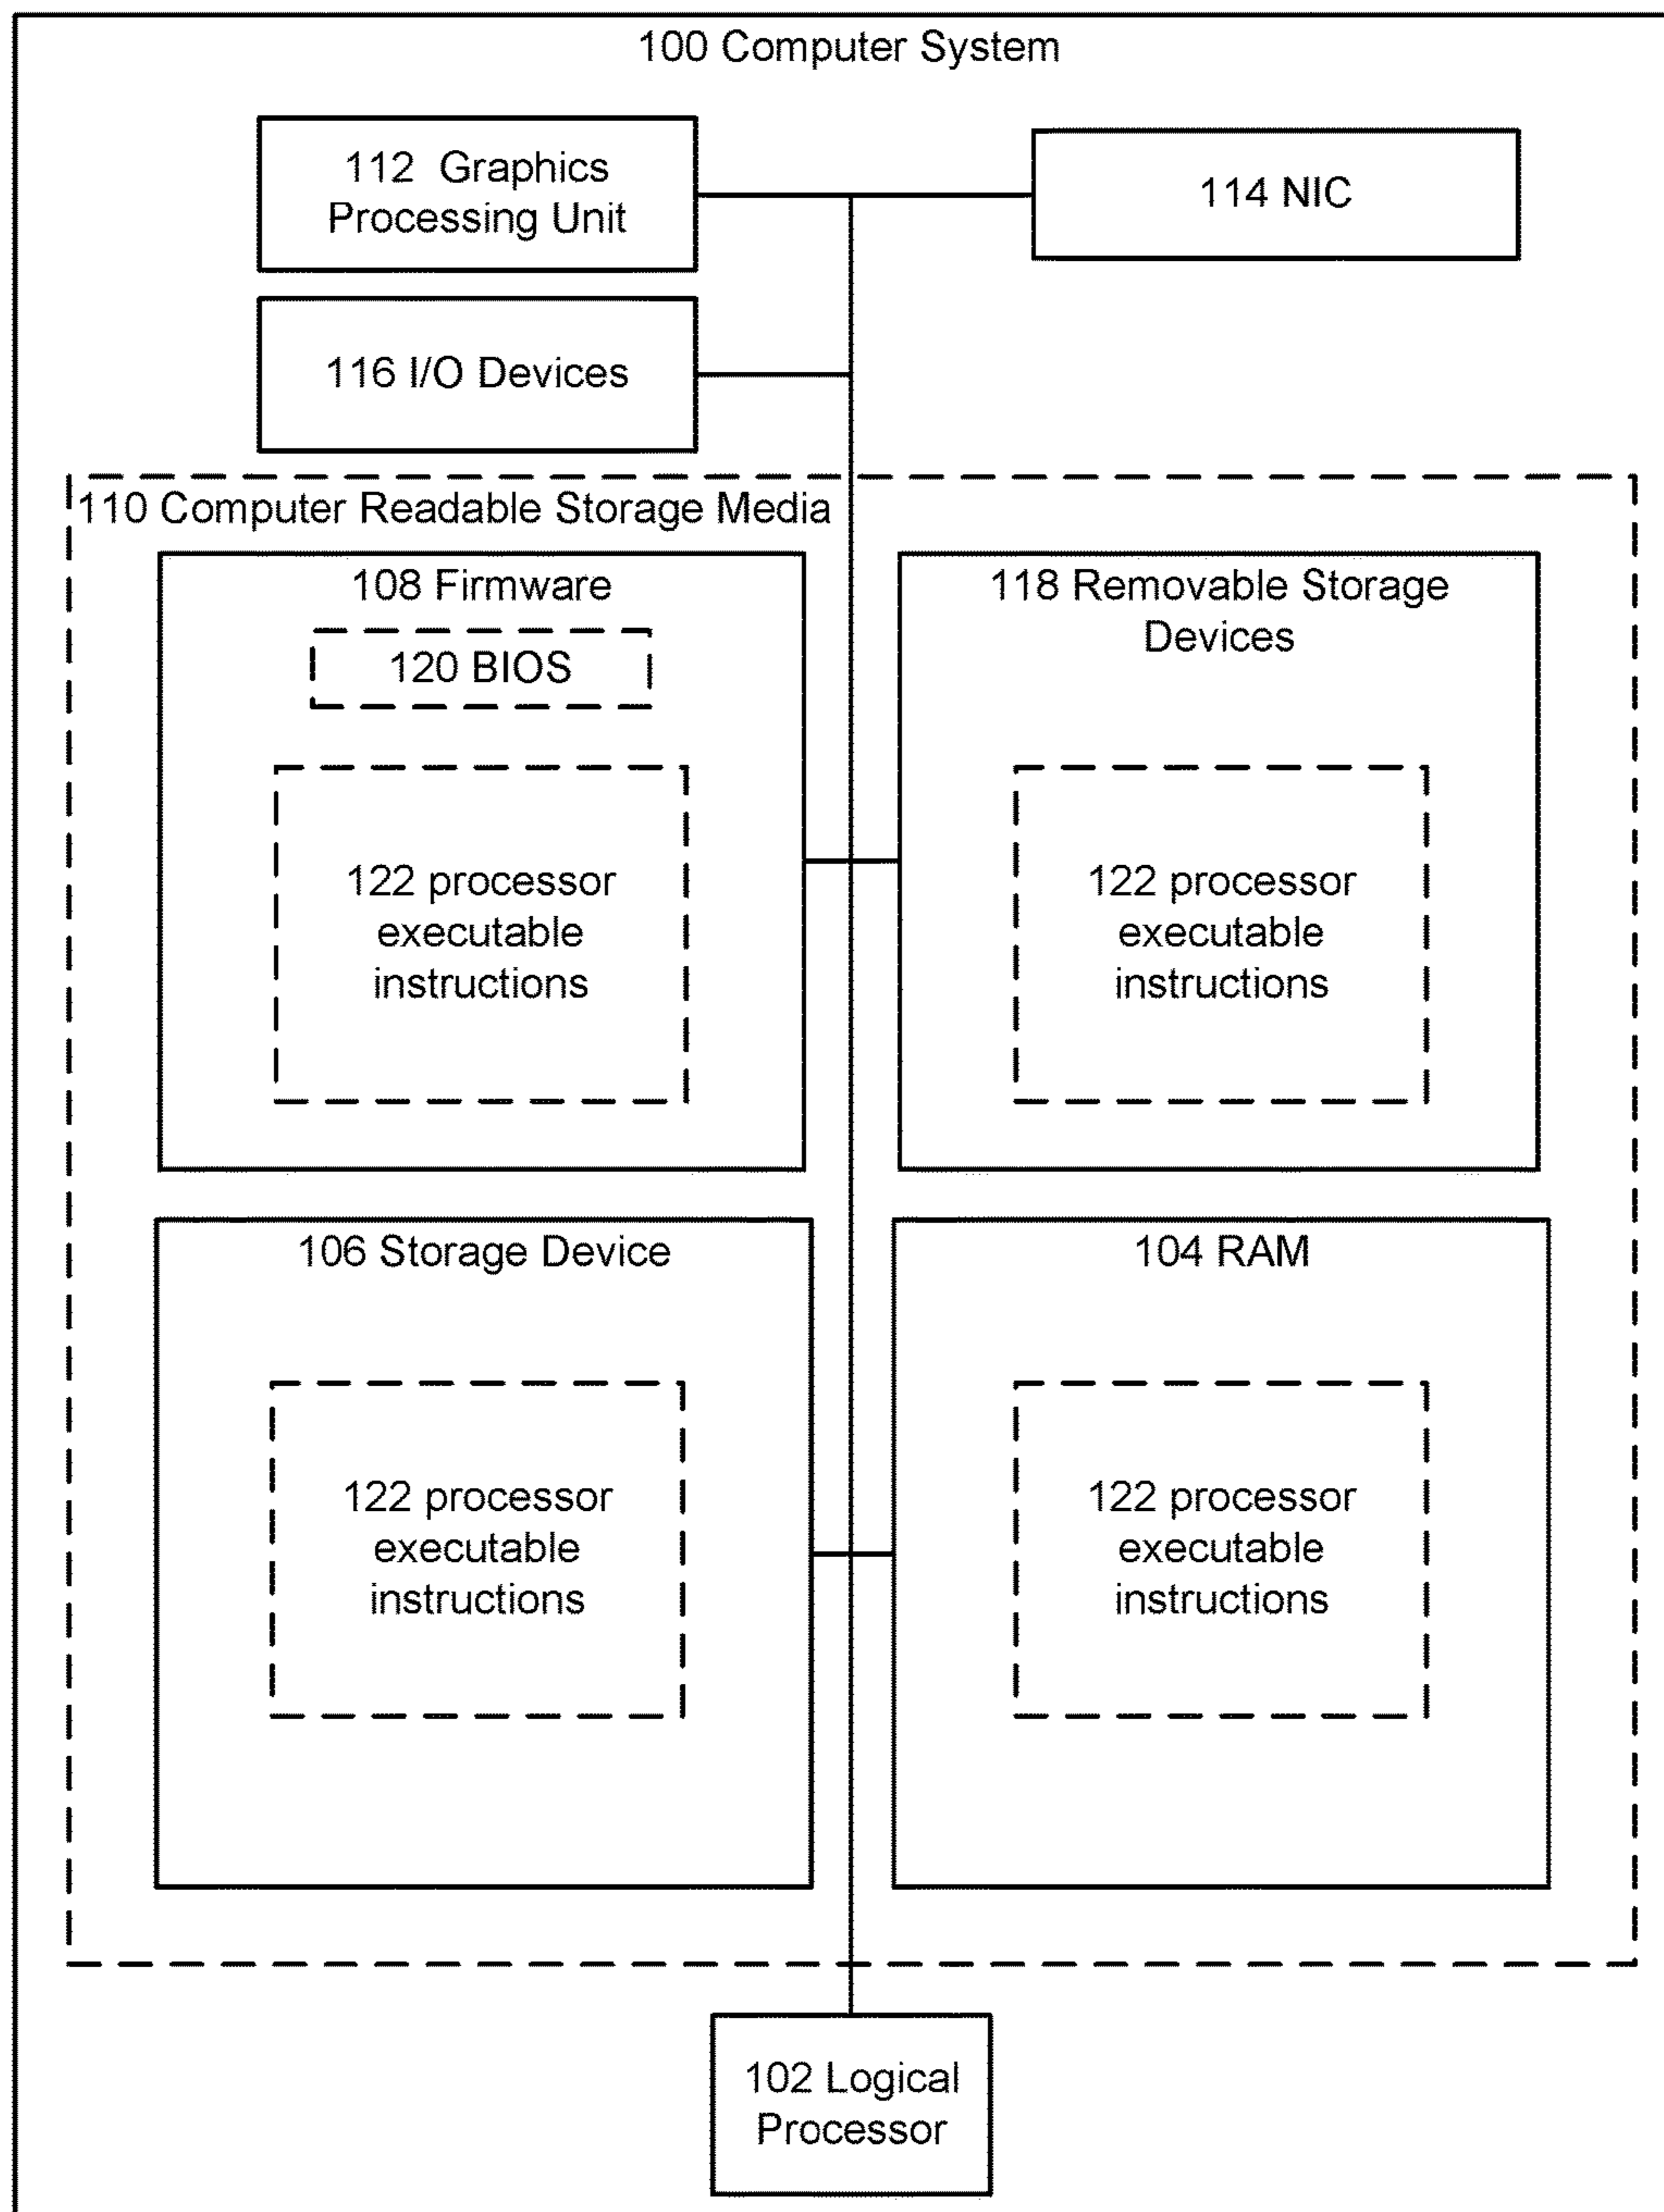 100 Computer System
112 Graphics
Processing Unit
114 NIC
116 I/O Devices
110 Computer Readable Storage Media
108 Firmware
120 BIOS
122 processor
executable
instructions
118 Removable Storage
Devices
122 processor
executable
instructions
106 Storage Device
122 processor
executable
instructions
104 RAM
122 processor
executable
instructions
102 Logical
Processor